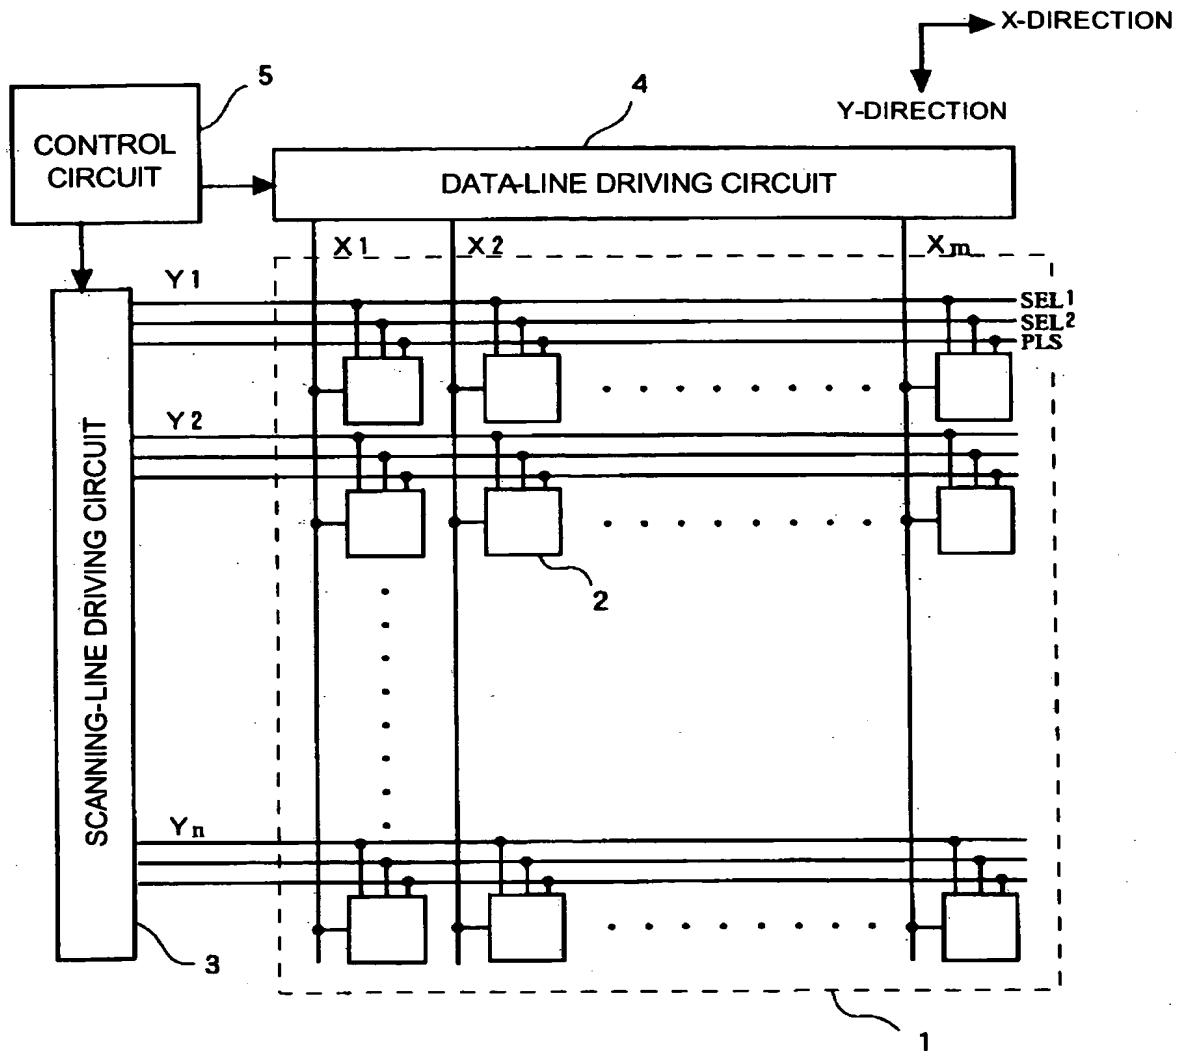 X-DIRECTION
5
4
Y-DIRECTION
CONTROL
CIRCUIT
DATA-LINE DRIVING CIRCUIT
X1
X2
Xm
Y1
SEL1
SEL2
PLS
Y2
2
SCANNING-LINE DRIVING CIRCUIT
Yn
3
1